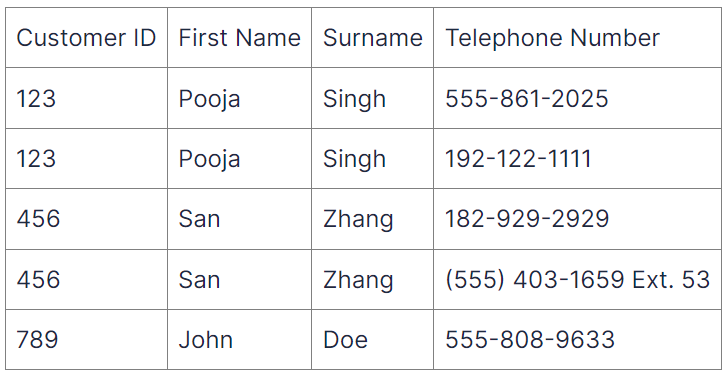 Customer ID First Name Surname Telephone Number
123 Pooja Singh 555-861-2025
123 Pooja Singh 192-122-1111
456 San Zhang 182-929-2929
456 San Zhang (555) 403-1659 Ext. 53
789 John Doe 555-808-9633